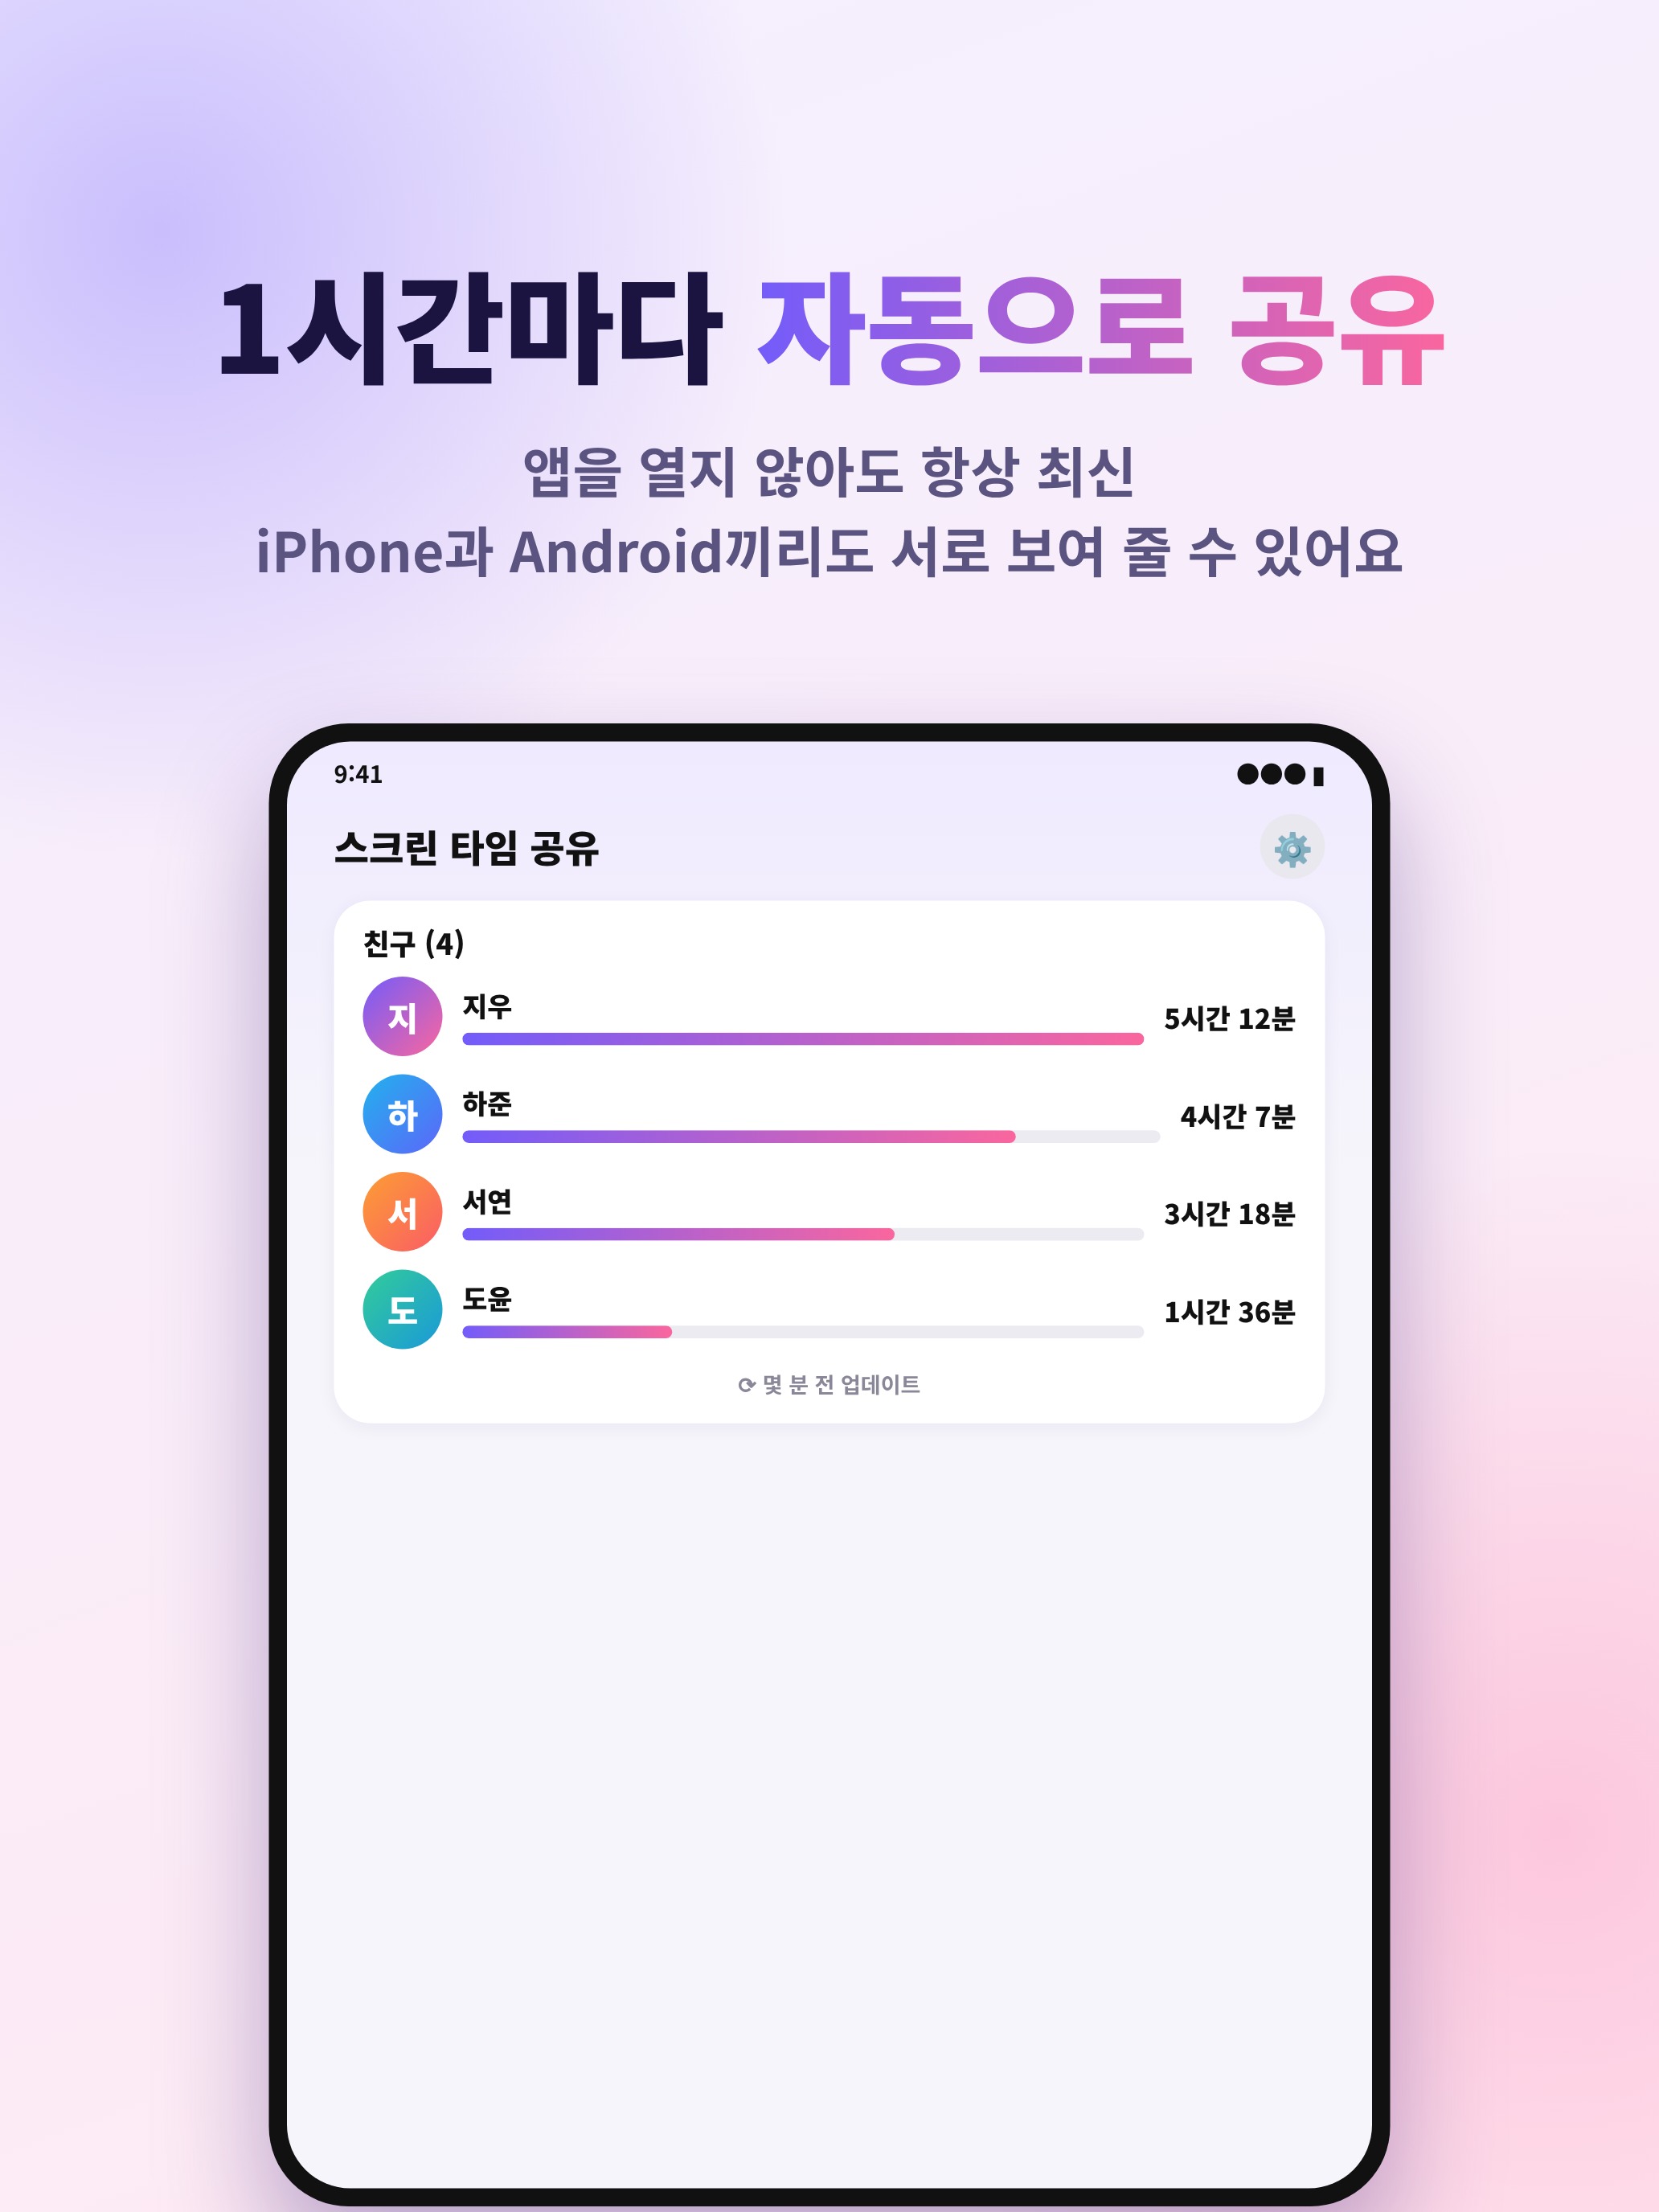 1시간마다 자동으로 공유
앱을 열지 않아도 항상 최신
iPhone과 Android끼리도 서로 보여 줄 수 있어요
9:41
스크린 타임 공유
친구 (4)
지 지우 5시간 12분
하 하준 4시간 7분
서 서연 3시간 18분
도 도윤 1시간 36분
⟳ 몇 분 전 업데이트